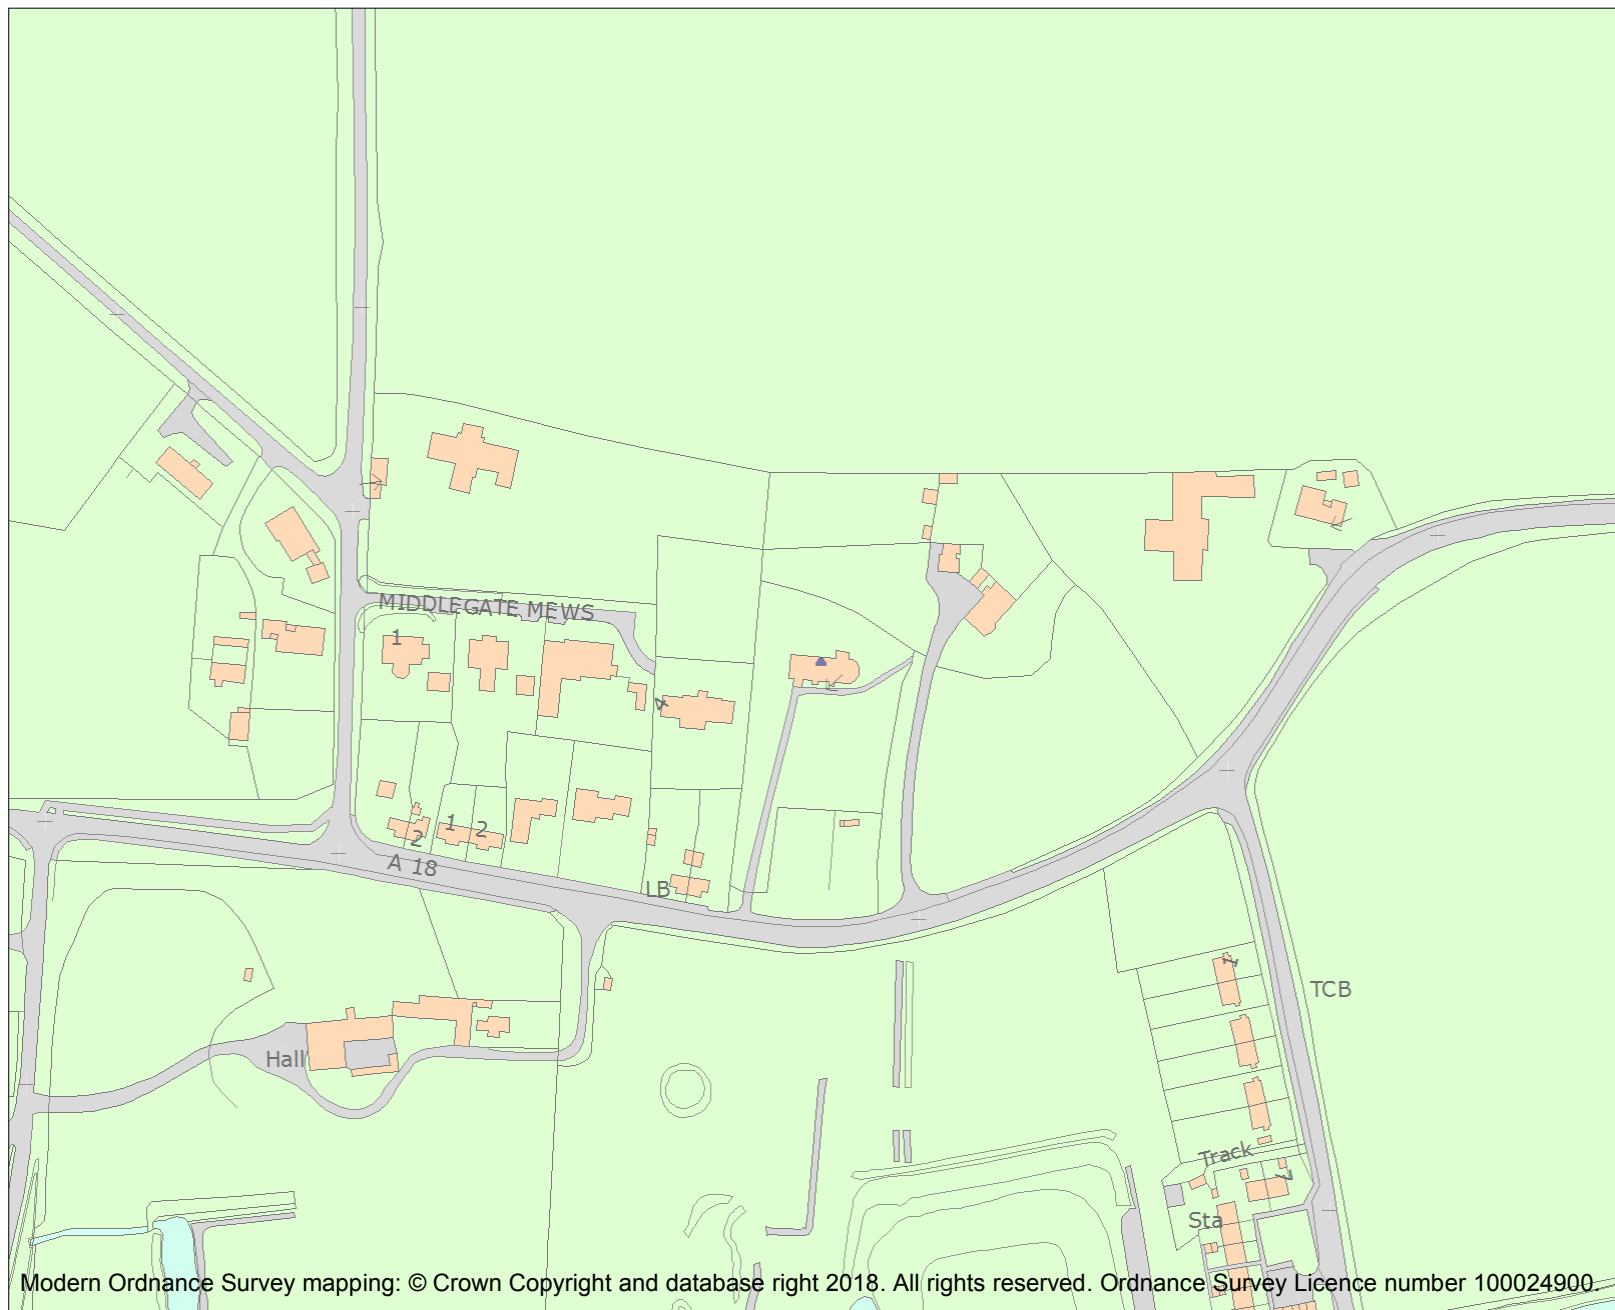 MIDDLEGATE MEWS
1
4
1
2
2
A 18
LB
1
TCB
Hall
Track
Sta
Modern Ordnance Survey mapping: © Crown Copyright and database right 2018. All rights reserved. Ordnance Survey Licence number 100024900.